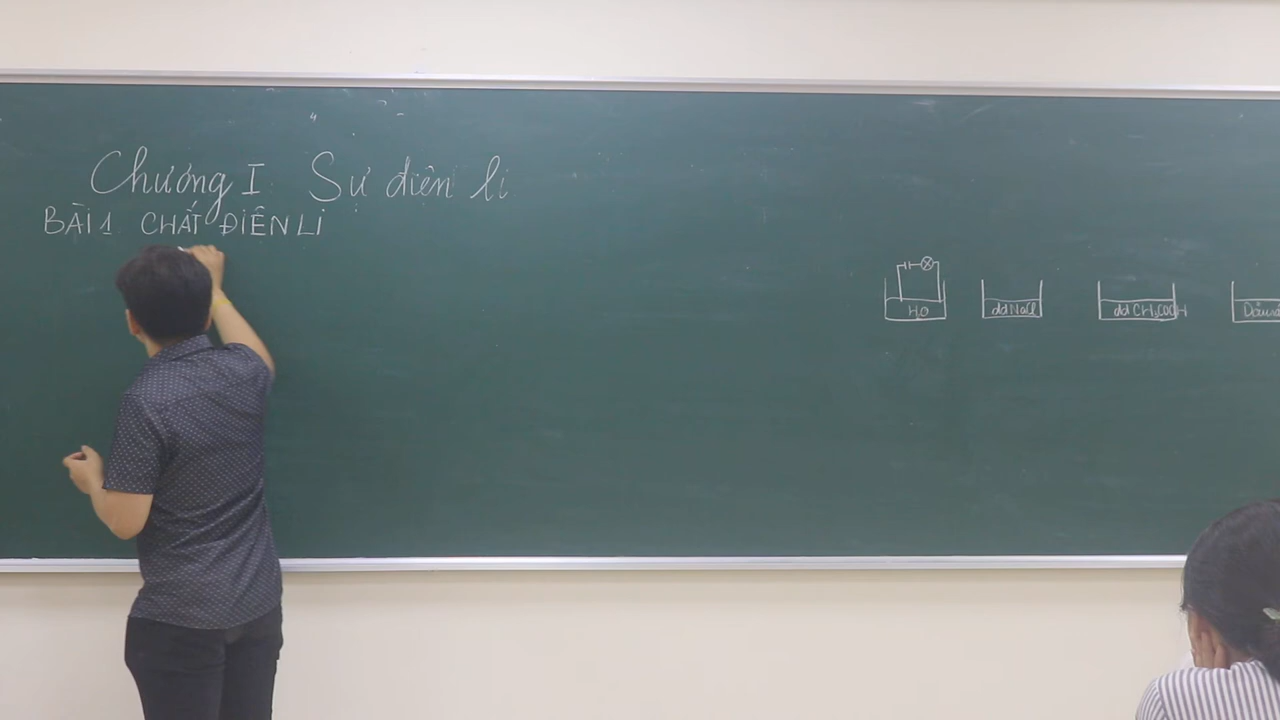 Chương I Sự điện li
BÀI 1 CHẤT ĐIỆN LI
H2O
dd NaCl
dd CH3COOH